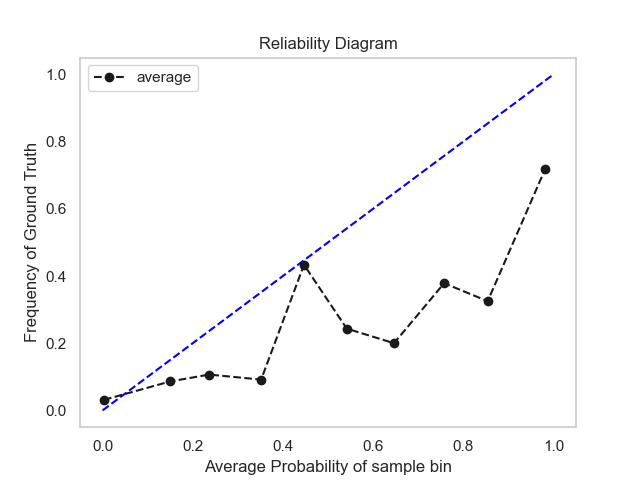 Reliability Diagram
average
Frequency of Ground Truth
1.0
0.8
0.6
0.4
0.2
0.0
0.0 0.2 0.4 0.6 0.8 1.0
Average Probability of sample bin